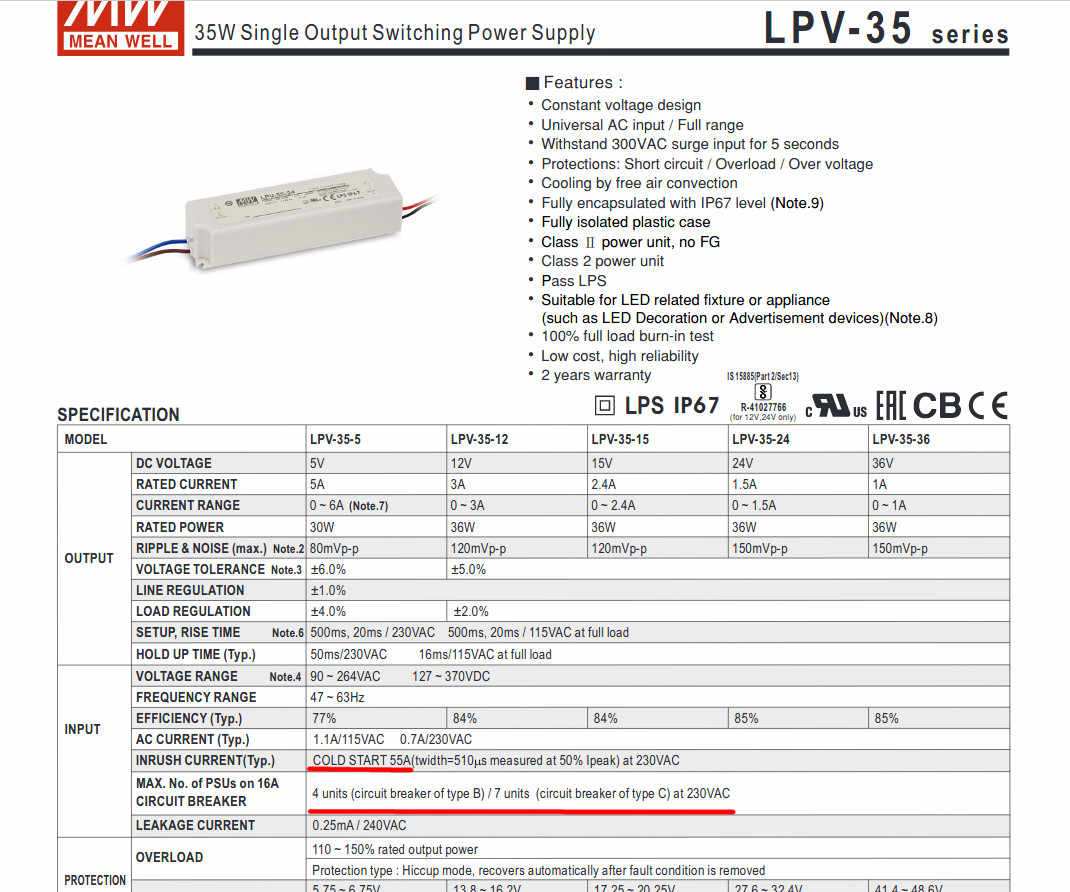 MW
MEAN WELL
35W Single Output Switching Power Supply
LPV-35 series
■ Features :
• Constant voltage design
• Universal AC input / Full range
• Withstand 300VAC surge input for 5 seconds
• Protections: Short circuit / Overload / Over voltage
• Cooling by free air convection
• Fully encapsulated with IP67 level (Note.9)
• Fully isolated plastic case
• Class Ⅱ power unit, no FG
• Class 2 power unit
• Pass LPS
• Suitable for LED related fixture or appliance
(such as LED Decoration or Advertisement devices)(Note.8)
• 100% full load burn-in test
• Low cost, high reliability
• 2 years warranty
IS 15885(Part 2/Sec13)
R-41027766
(for 12V,24V only)
LPS IP67 c RU US EAC CB CE
SPECIFICATION
MODEL LPV-35-5 LPV-35-12 LPV-35-15 LPV-35-24 LPV-35-36
OUTPUT
DC VOLTAGE 5V 12V 15V 24V 36V
RATED CURRENT 5A 3A 2.4A 1.5A 1A
CURRENT RANGE 0 ~ 6A (Note.7) 0 ~ 3A 0 ~ 2.4A 0 ~ 1.5A 0 ~ 1A
RATED POWER 30W 36W 36W 36W 36W
RIPPLE & NOISE (max.) Note.2 80mVp-p 120mVp-p 120mVp-p 150mVp-p 150mVp-p
VOLTAGE TOLERANCE Note.3 ±6.0% ±5.0%
LINE REGULATION ±1.0%
LOAD REGULATION ±4.0% ±2.0%
SETUP, RISE TIME Note.6 500ms, 20ms / 230VAC 500ms, 20ms / 115VAC at full load
HOLD UP TIME (Typ.) 50ms/230VAC 16ms/115VAC at full load
INPUT
VOLTAGE RANGE Note.4 90 ~ 264VAC 127 ~ 370VDC
FREQUENCY RANGE 47 ~ 63Hz
EFFICIENCY (Typ.) 77% 84% 84% 85% 85%
AC CURRENT (Typ.) 1.1A/115VAC 0.7A/230VAC
INRUSH CURRENT(Typ.) COLD START 55A(twidth=510µs measured at 50% Ipeak) at 230VAC
MAX. No. of PSUs on 16A
CIRCUIT BREAKER
4 units (circuit breaker of type B) / 7 units (circuit breaker of type C) at 230VAC
LEAKAGE CURRENT 0.25mA / 240VAC
PROTECTION
OVERLOAD
110 ~ 150% rated output power
Protection type : Hiccup mode, recovers automatically after fault condition is removed
5.75 ~ 6.75V 13.8 ~ 16.2V 17.25 ~ 20.25V 27.6 ~ 32.4V 41.4 ~ 48.6V